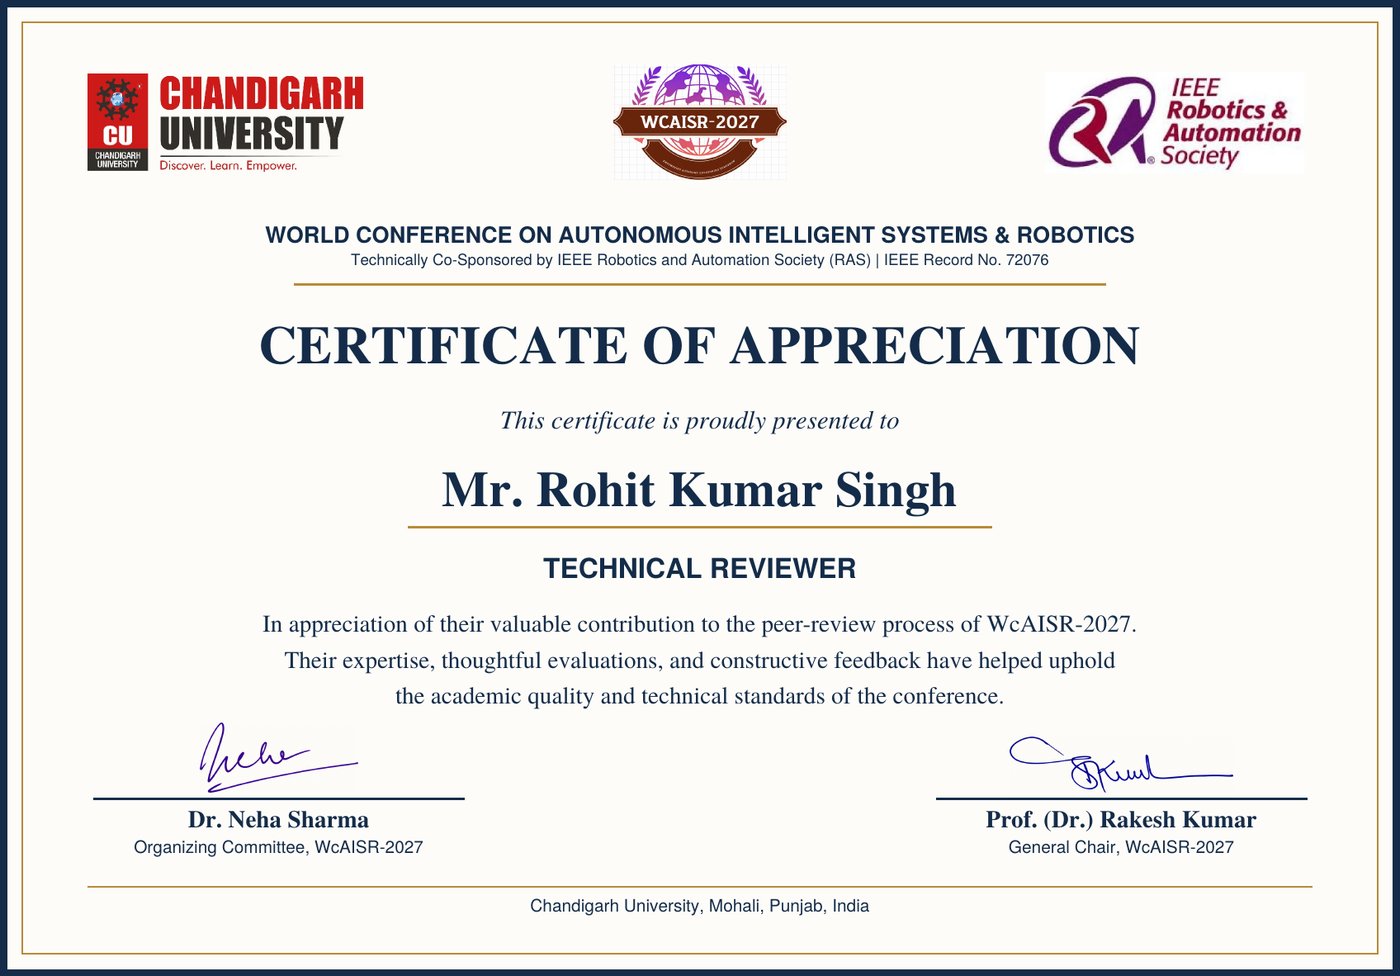 CHANDIGARH
UNIVERSITY
Discover. Learn. Empower.
CU
CHANDIGARH
UNIVERSITY
WCAISR-2027
IEEE
Robotics &
Automation
Society
RA
®
WORLD CONFERENCE ON AUTONOMOUS INTELLIGENT SYSTEMS & ROBOTICS
Technically Co-Sponsored by IEEE Robotics and Automation Society (RAS) | IEEE Record No. 72076
CERTIFICATE OF APPRECIATION
This certificate is proudly presented to
Mr. Rohit Kumar Singh
TECHNICAL REVIEWER
In appreciation of their valuable contribution to the peer-review process of WcAISR-2027.
Their expertise, thoughtful evaluations, and constructive feedback have helped uphold
the academic quality and technical standards of the conference.
Neha
Dr. Neha Sharma
Organizing Committee, WcAISR-2027
Prof. (Dr.) Rakesh Kumar
General Chair, WcAISR-2027
Chandigarh University, Mohali, Punjab, India